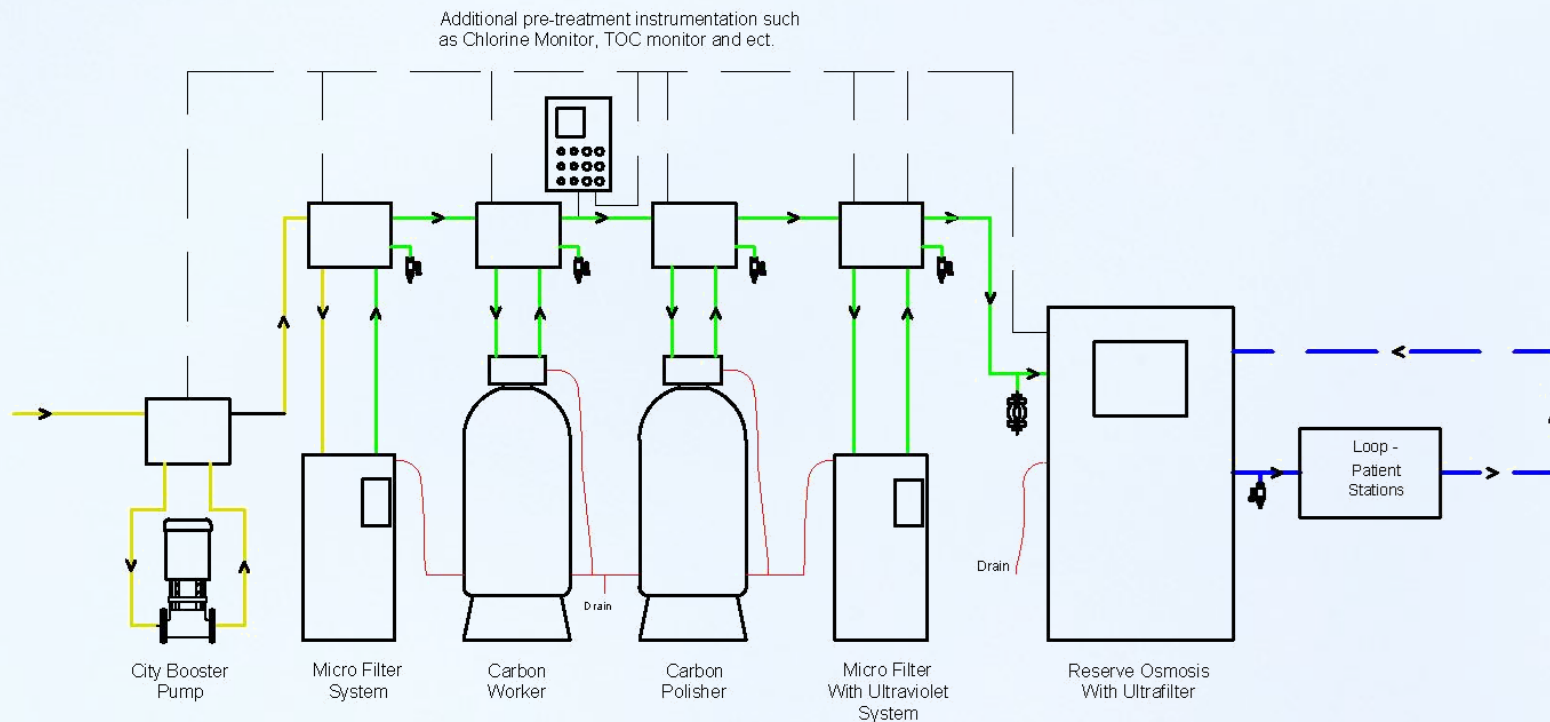 Additional pre-treatment instrumentation such
as Chlorine Monitor, TOC monitor and ect.
Loop -
Patient
Stations
Drain
Drain
City Booster
Pump
Micro Filter
System
Carbon
Worker
Carbon
Polisher
Micro Filter
With Ultraviolet
System
Reserve Osmosis
With Ultrafilter